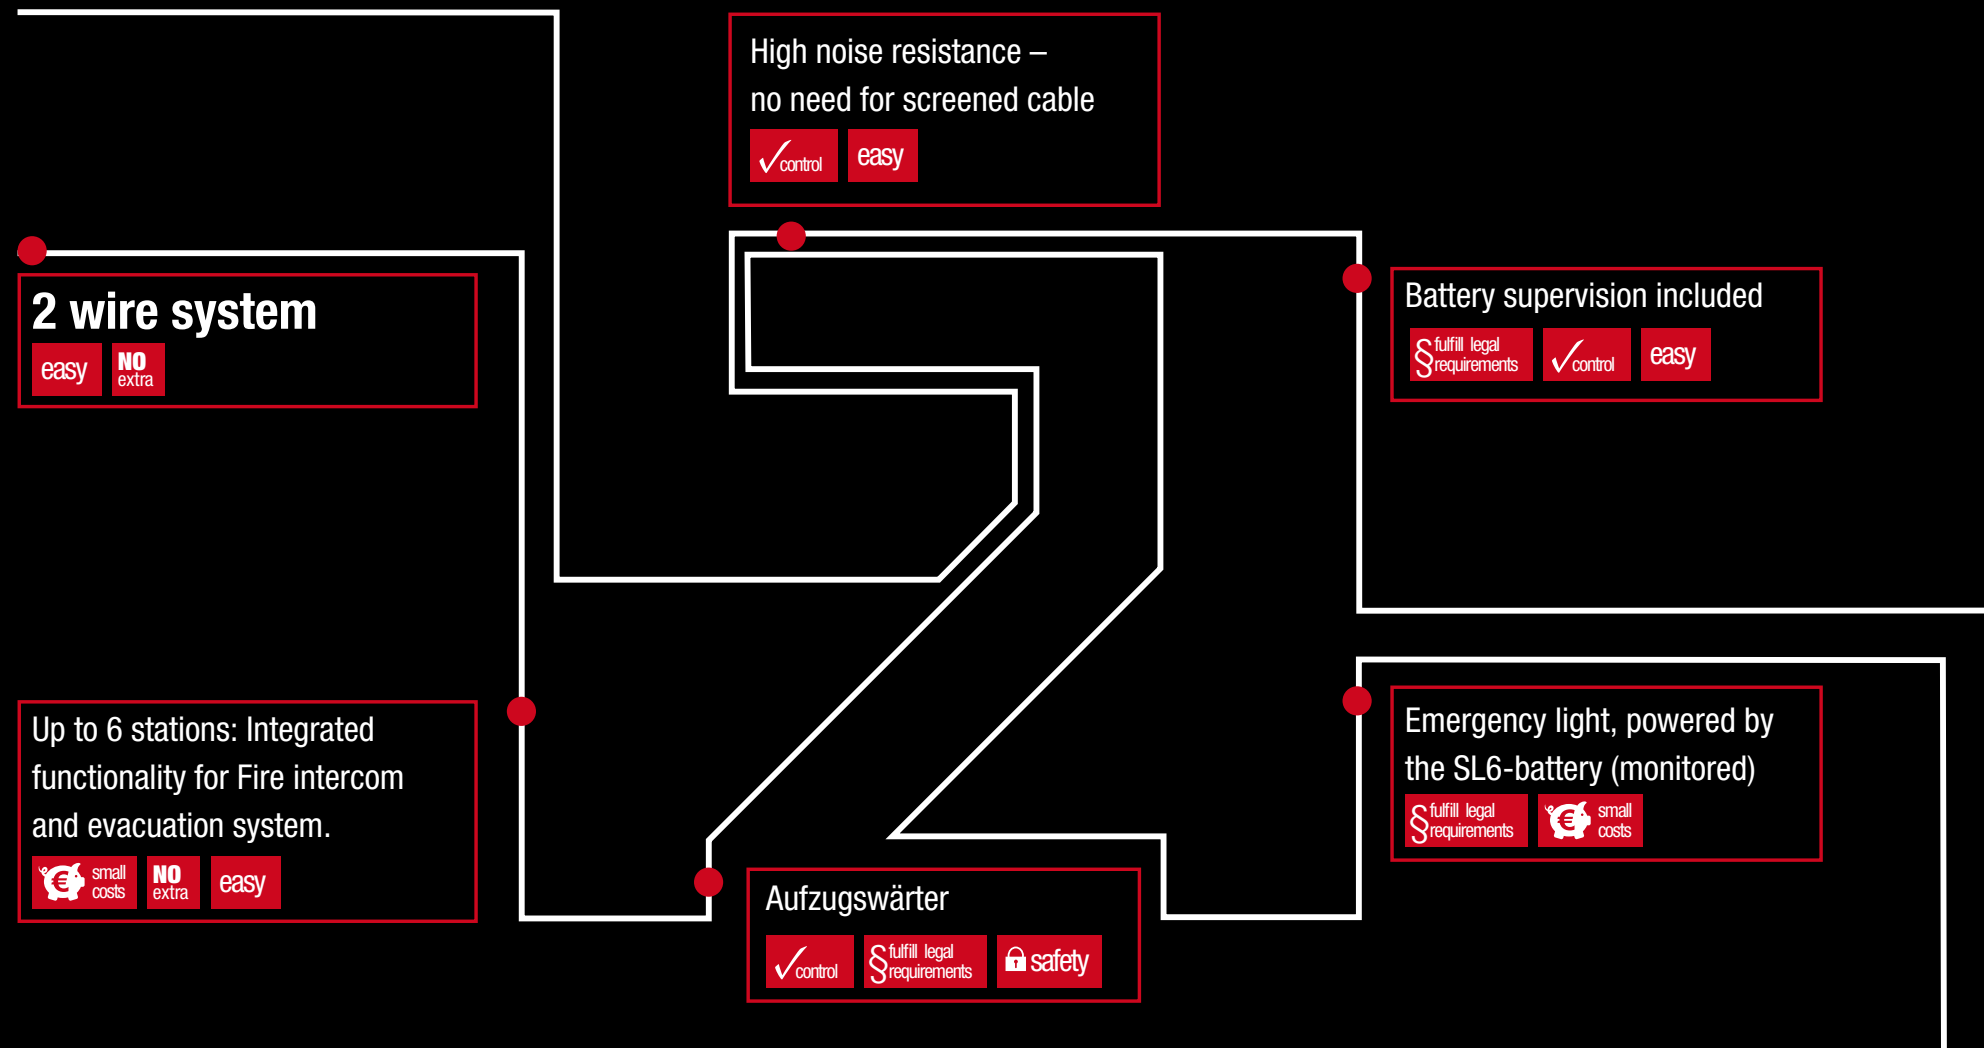 High noise resistance –
no need for screened cable
control
easy
2 wire system
easy
NO
extra
Battery supervision included
§ fulfill legal
requirements
control
easy
Up to 6 stations: Integrated
functionality for Fire intercom
and evacuation system.
€ small
costs
NO
extra
easy
Aufzugswärter
control
§ fulfill legal
requirements
safety
Emergency light, powered by
the SL6-battery (monitored)
§ fulfill legal
requirements
€ small
costs